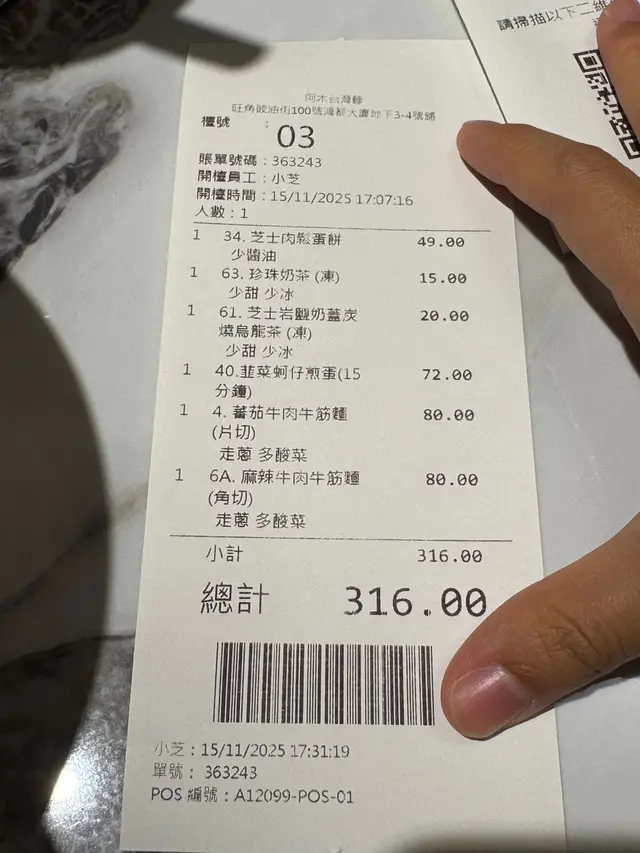 請掃描以下二維
阿木台灣麵
旺角豉油街100號鴻都大廈地下3-4號舖
檯號 : 03
賬單號碼 : 363243
開檯員工 : 小芝
開檯時間 : 15/11/2025 17:07:16
人數 : 1
1 34. 芝士肉鬆蛋餅 49.00
少醬油
1 63. 珍珠奶茶 (凍) 15.00
少甜 少冰
1 61. 芝士岩鹽奶蓋炭 20.00
燒烏龍茶 (凍)
少甜 少冰
1 40.韮菜蚵仔煎蛋(15 72.00
分鐘)
1 4. 蕃茄牛肉牛筋麵 80.00
(片切)
走蔥 多酸菜
1 6A. 麻辣牛肉牛筋麵 80.00
(角切)
走蔥 多酸菜
小計 316.00
總計 316.00
小芝 : 15/11/2025 17:31:19
單號 : 363243
POS 編號 : A12099-POS-01